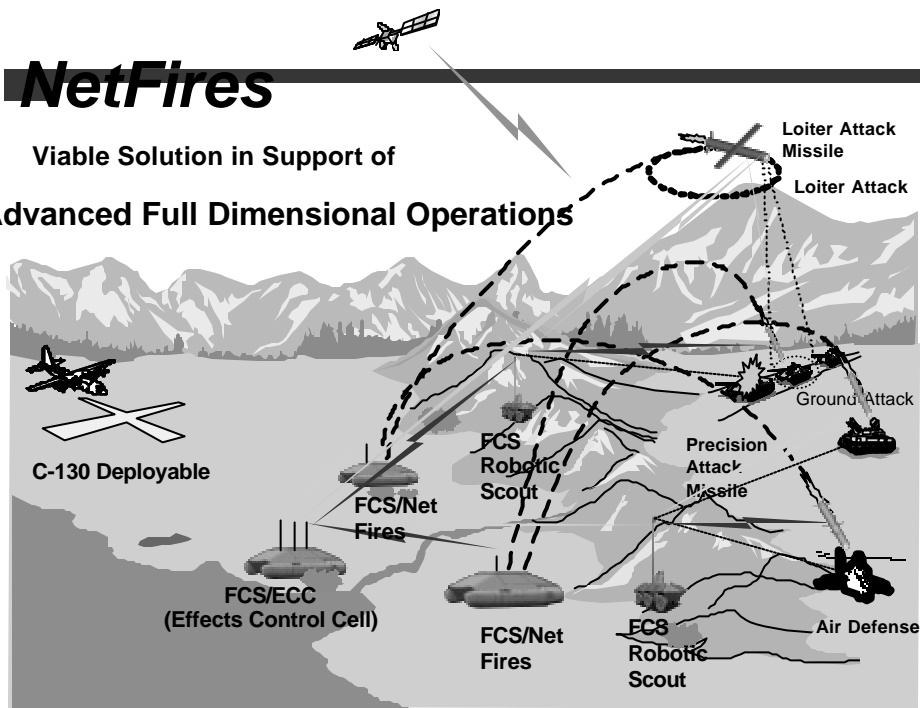 NetFires
Viable Solution in Support of
Advanced Full Dimensional Operations
Loiter Attack
Missile
Loiter Attack
Ground Attack
C-130 Deployable
FCS
Robotic
Scout
Precision
Attack
Missile
FCS/Net
Fires
FCS/ECC
(Effects Control Cell)
FCS/Net
Fires
FCS
Robotic
Scout
Air Defense